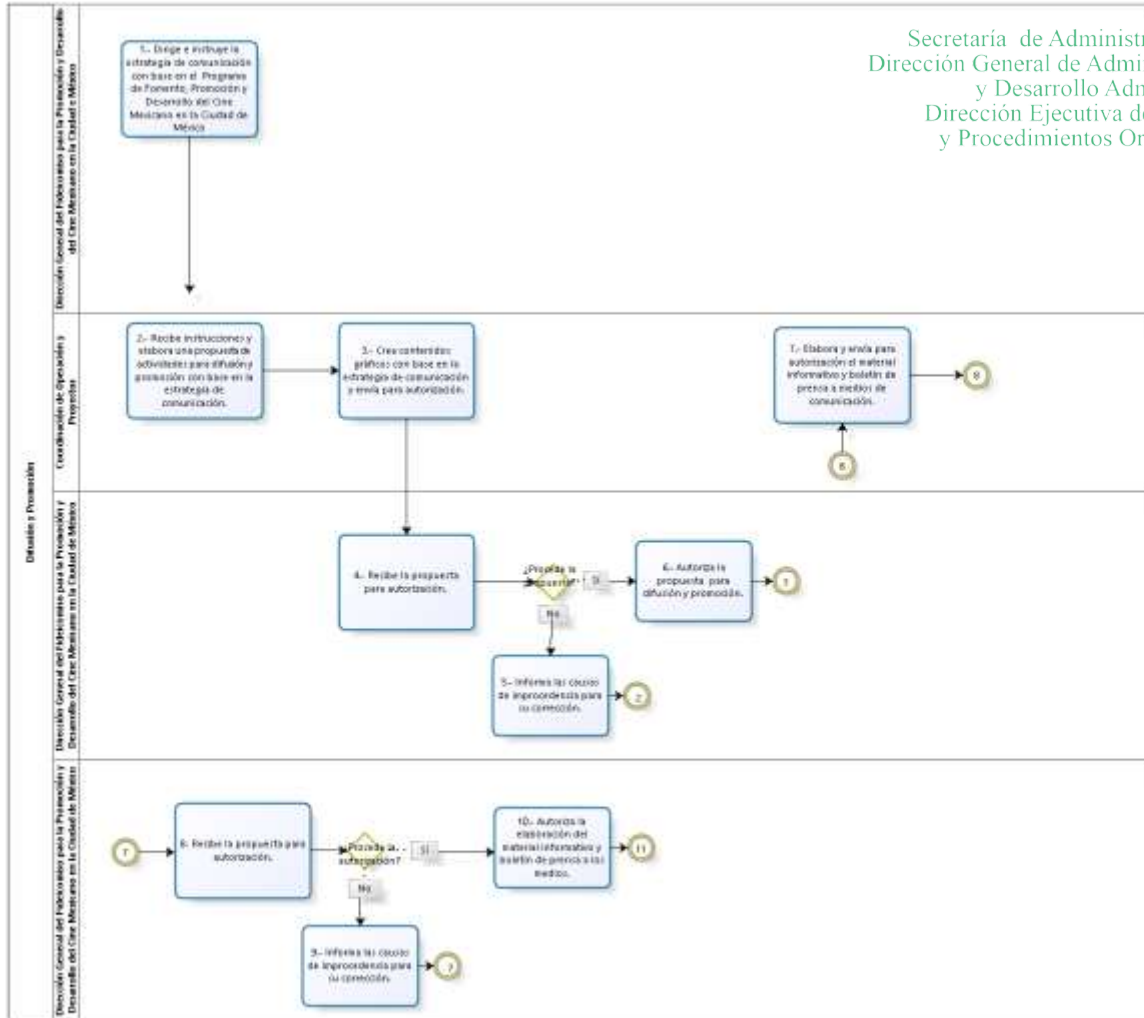 Secretaría de Administr
Dirección General de Admi
y Desarrollo Adm
Dirección Ejecutiva de
y Procedimientos Or
Difusión y Promoción
Dirección General del Fideicomiso para la Promoción y Desarrollo
del Cine Mexicano en la Ciudad e México
1.- Dirige e instruye la
estrategia de comunicación
con base en el Programa
de Fomento, Promoción y
Desarrollo del Cine
Mexicano en la Ciudad de
México
Coordinación de Operación y
Proyectos
2.- Recibe instrucciones y
elabora una propuesta de
actividades para difusión y
promoción con base en la
estrategia de
comunicación.
3.- Crea contenidos
gráficos con base en la
estrategia de comunicación
y envía para autorización.
7.- Elabora y envía para
autorización el material
informativo y boletín de
prensa a medios de
comunicación.
8
6
Dirección General del Fideicomiso para la Promoción y
Desarrollo del Cine Mexicano en la Ciudad de México
4.- Recibe la propuesta
para autorización.
¿Procede la
propuesta?
Si
No
6.- Autoriza la
propuesta para
difusión y promoción.
5.- Informa las causas
de improcedencia para
su corrección.
2
Dirección General del Fideicomiso para la Promoción y
Desarrollo del Cine Mexicano en la Ciudad de México
8.- Recibe la propuesta para
autorización.
¿Procede la
autorización?
Si
No
10.- Autoriza la
elaboración del
material informativo y
boletín de prensa a los
medios.
11
9.- Informa las causas
de improcedencia para
su corrección.